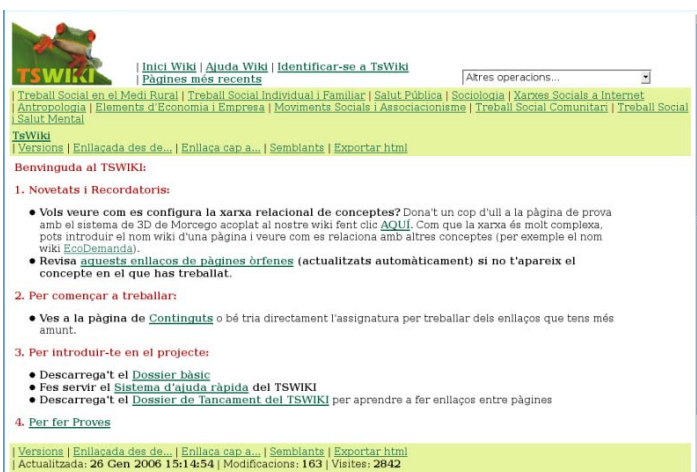 TSWIKI
| Inici Wiki | Ajuda Wiki | Identificar-se a TsWiki
| Pàgines més recents
Altres operacions...
| Treball Social en el Medi Rural | Treball Social Individual i Familiar | Salut Pública | Sociologia | Xarxes Socials a Internet
| Antropologia | Elements d'Economia i Empresa | Moviments Socials i Associacionisme | Treball Social Comunitari | Treball Social
i Salut Mental
TsWiki
| Versions | Enllaçada des de... | Enllaça cap a... | Semblants | Exportar html
Benvinguda al TSWIKI:
1. Novetats i Recordatoris:
● Vols veure com es configura la xarxa relacional de conceptes? Dona't un cop d'ull a la pàgina de prova
amb el sistema de 3D de Morcego acoplat al nostre wiki fent clic AQUÍ. Com que la xarxa és molt complexa,
pots introduir el nom wiki d'una pàgina i veure com es relaciona amb altres conceptes (per exemple el nom
wiki EcoDemanda).
● Revisa aquests enllaços de pàgines òrfenes (actualitzats automàticament) si no t'apareix el
concepte en el que has treballat.
2. Per començar a treballar:
● Ves a la pàgina de Continguts o bé tria directament l'assignatura per treballar dels enllaços que tens més
amunt.
3. Per introduir-te en el projecte:
● Descarrega't el Dossier bàsic
● Fes servir el Sistema d'ajuda ràpida del TSWIKI
● Descarrega't el Dossier de Tancament del TSWIKI per aprendre a fer enllaços entre pàgines
4. Per fer Proves
| Versions | Enllaçada des de... | Enllaça cap a... | Semblants | Exportar html
| Actualitzada: 26 Gen 2006 15:14:54 | Modificacions: 163 | Visites: 2842